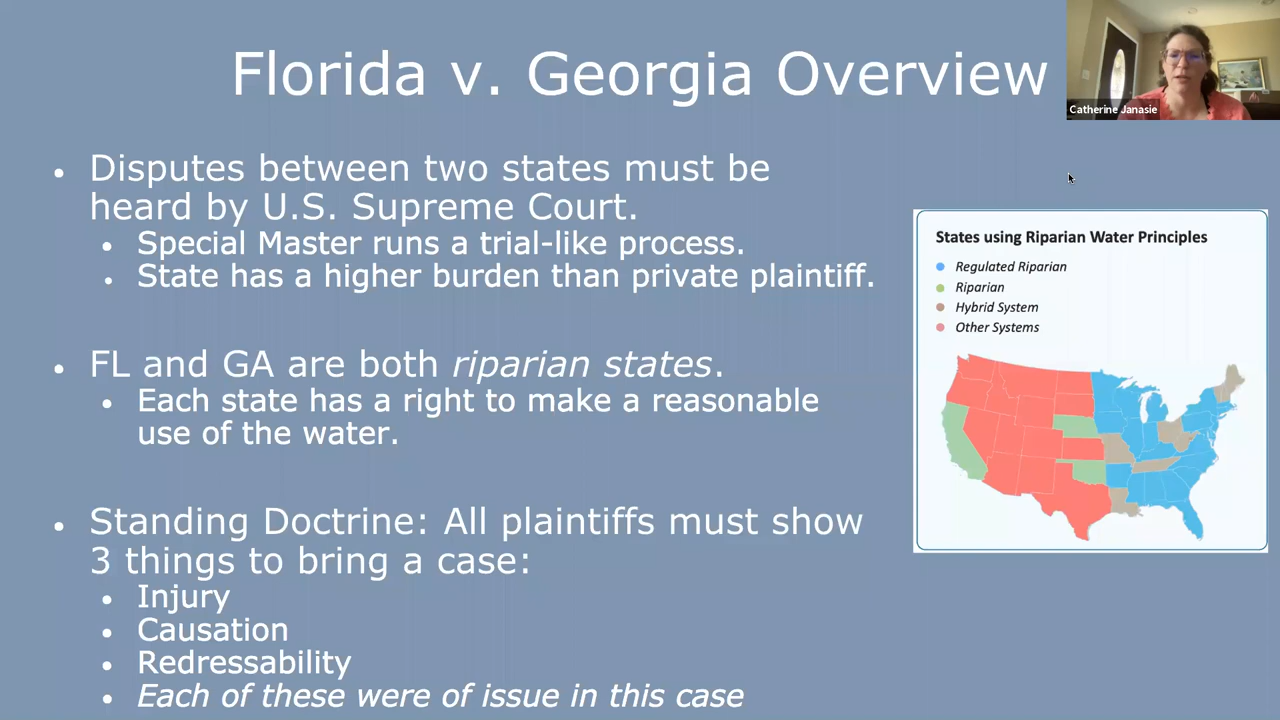 Florida v. Georgia Overview
Catherine Janasie
• Disputes between two states must be
heard by U.S. Supreme Court.
• Special Master runs a trial-like process.
• State has a higher burden than private plaintiff.
• FL and GA are both riparian states.
• Each state has a right to make a reasonable
use of the water.
• Standing Doctrine: All plaintiffs must show
3 things to bring a case:
• Injury
• Causation
• Redressability
• Each of these were of issue in this case
States using Riparian Water Principles
Regulated Riparian
Riparian
Hybrid System
Other Systems